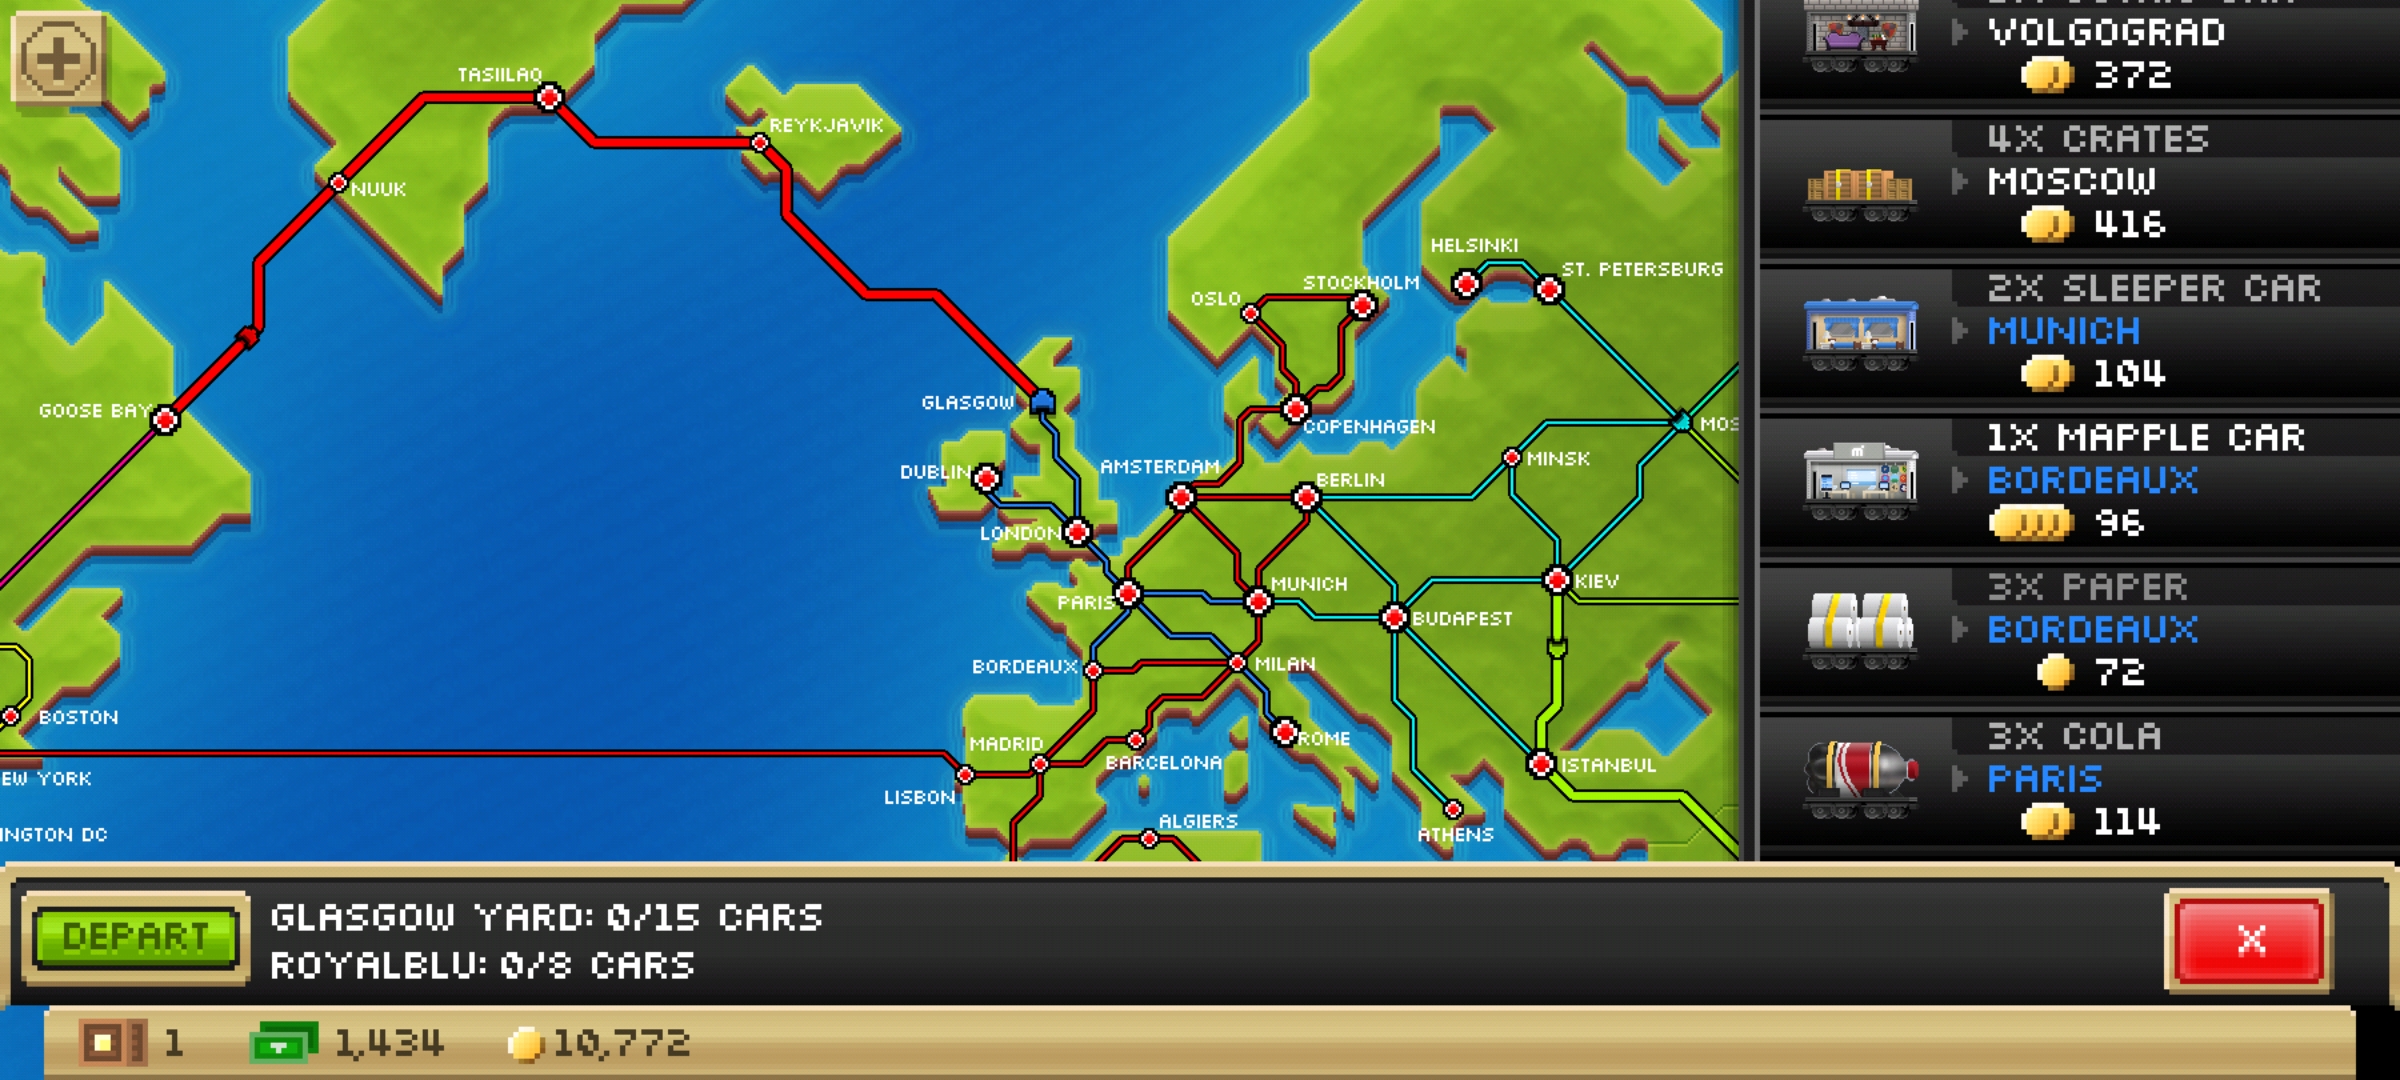 TASIILAQ
REYKJAVIK
NUUK
GOOSE BAY
GLASGOW
DUBLIN
LONDON
OSLO
STOCKHOLM
HELSINKI
ST. PETERSBURG
COPENHAGEN
AMSTERDAM
BERLIN
MINSK
MOS
PARIS
MUNICH
KIEV
BUDAPEST
BORDEAUX
MILAN
BOSTON
MADRID
BARCELONA
ROME
ISTANBUL
EW YORK
LISBON
ALGIERS
ATHENS
INGTON DC
VOLGOGRAD
372
4X CRATES
MOSCOW
416
2X SLEEPER CAR
MUNICH
104
1X MAPPLE CAR
BORDEAUX
96
3X PAPER
BORDEAUX
72
3X COLA
PARIS
114
DEPART
GLASGOW YARD: 0/15 CARS
ROYALBLU: 0/8 CARS
X
1
1,434
10,772